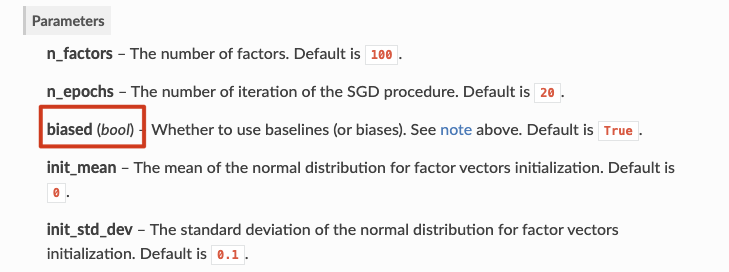 Parameters
n_factors – The number of factors. Default is 100.
n_epochs – The number of iteration of the SGD procedure. Default is 20.
biased (bool) – Whether to use baselines (or biases). See note above. Default is True.
init_mean – The mean of the normal distribution for factor vectors initialization. Default is
0.
init_std_dev – The standard deviation of the normal distribution for factor vectors
initialization. Default is 0.1.